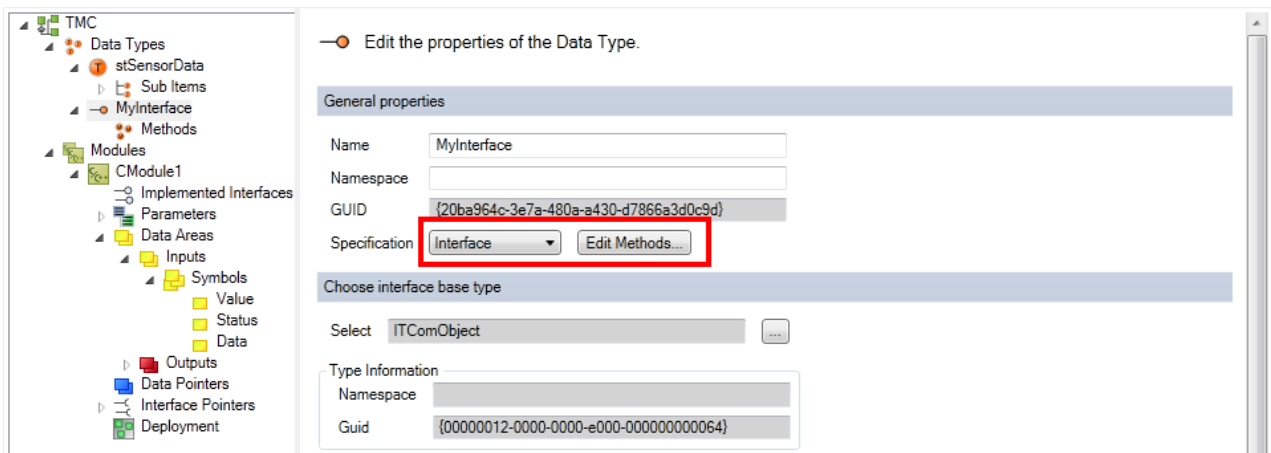 TMC
Data Types
stSensorData
Sub Items
MyInterface
Methods
Modules
CModule1
Implemented Interfaces
Parameters
Data Areas
Inputs
Symbols
Value
Status
Data
Outputs
Data Pointers
Interface Pointers
Deployment
Edit the properties of the Data Type.
General properties
Name MyInterface
Namespace
GUID {20ba964c-3e7a-480a-a430-d7866a3d0c9d}
Specification Interface Edit Methods...
Choose interface base type
Select ITComObject ...
Type Information
Namespace
Guid {00000012-0000-0000-e000-000000000064}